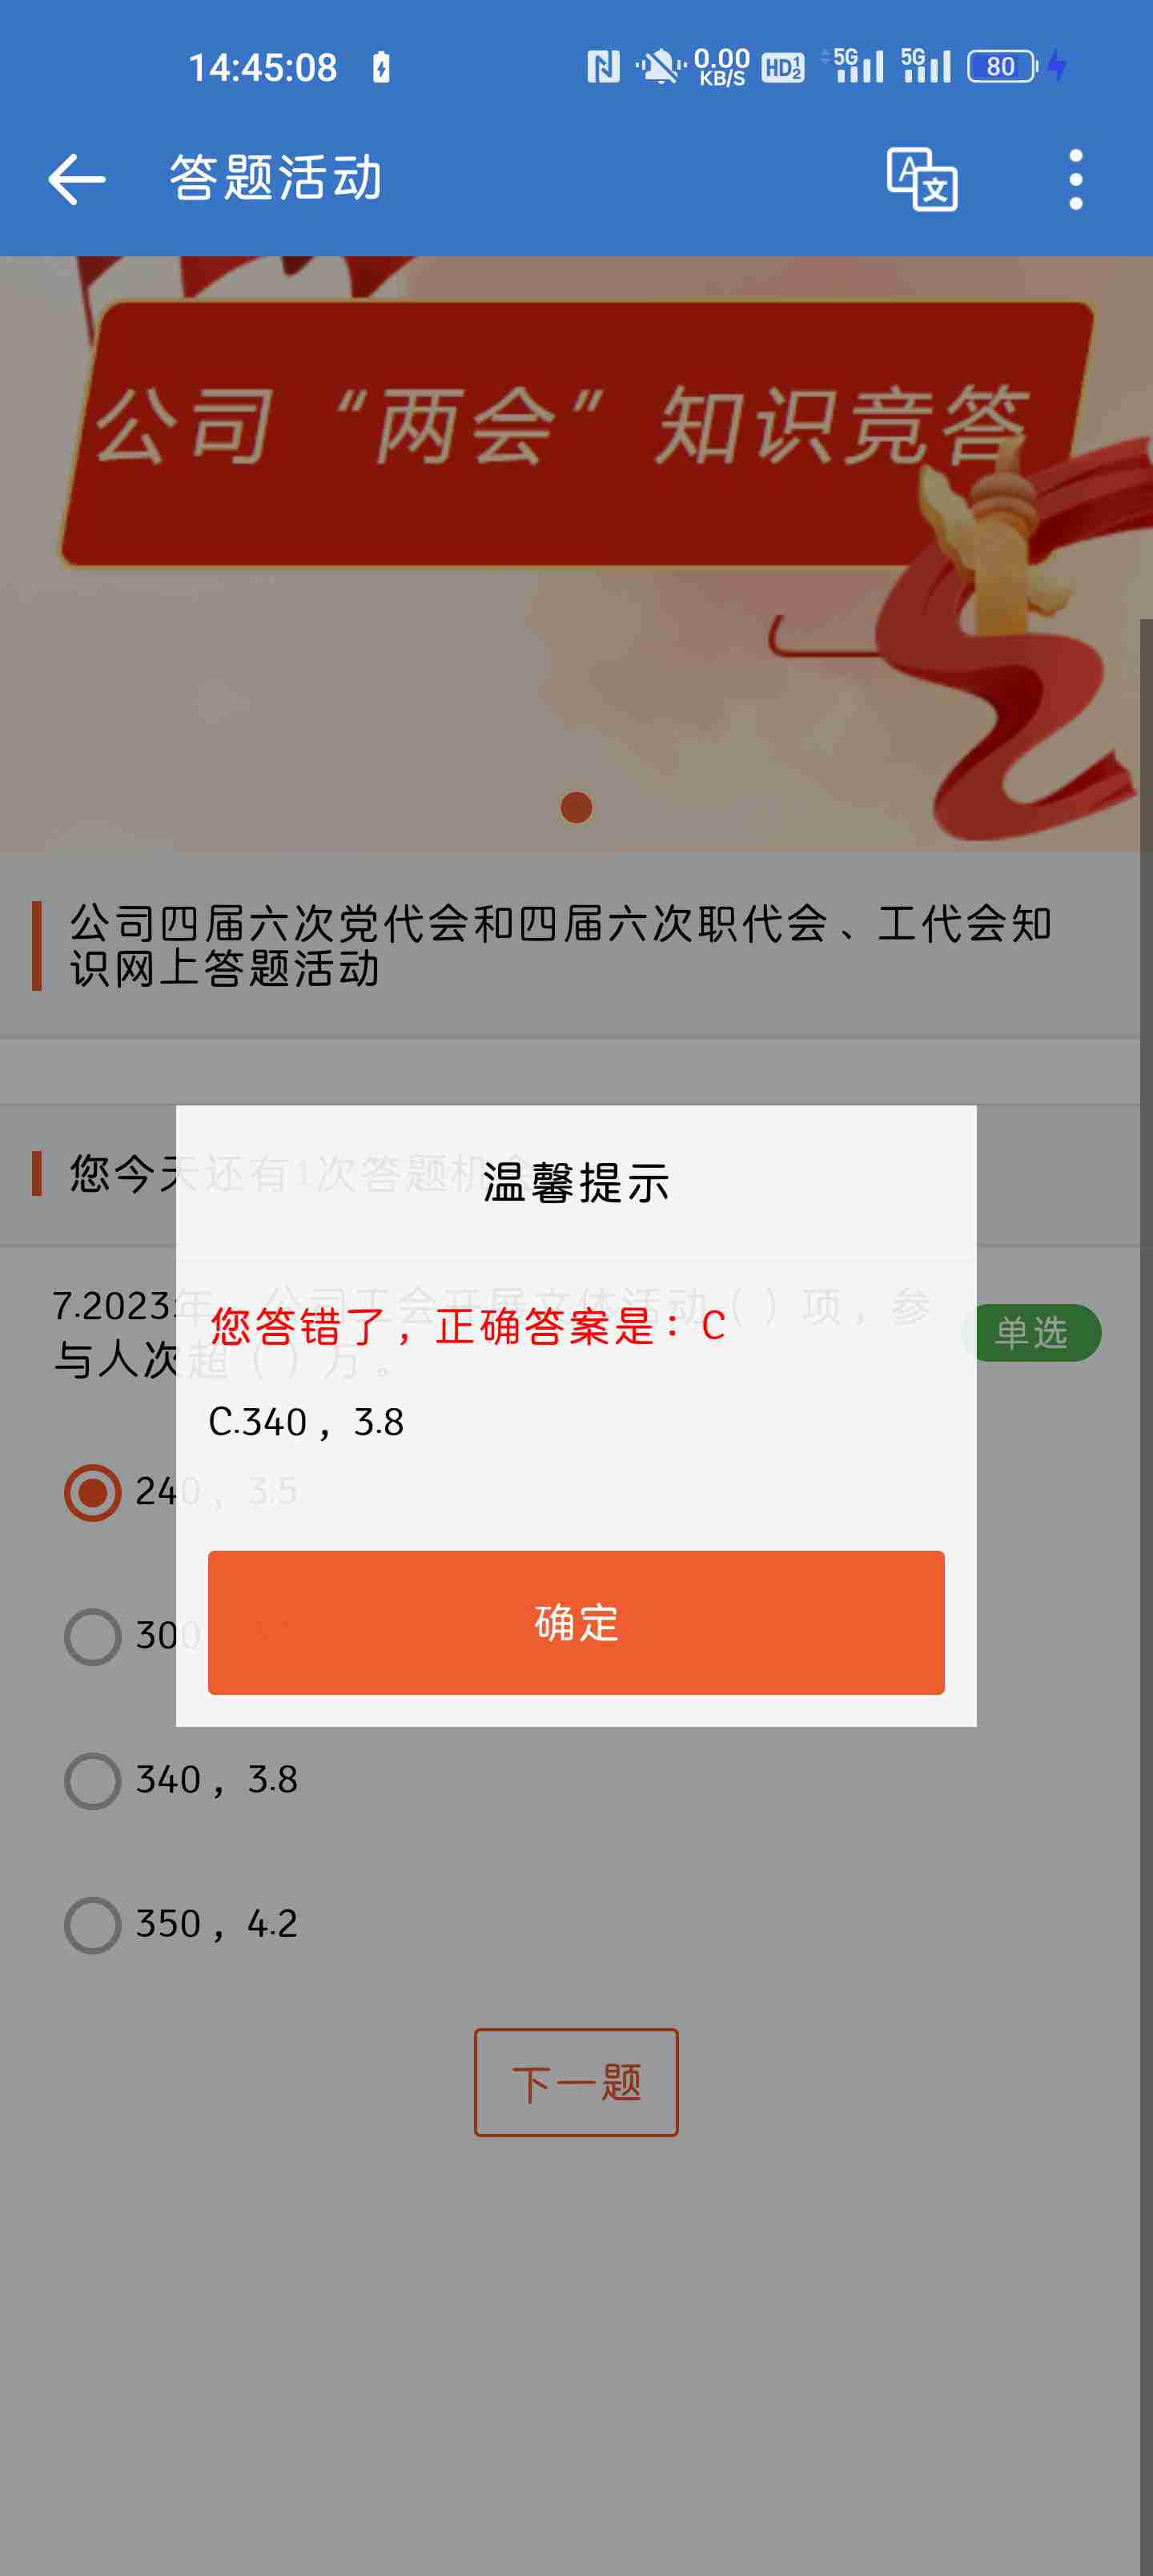 14:45:08
0.00
KB/S
HD
5G
5G
80
答题活动
公司“两会”知识竞答
公司四届六次党代会和四届六次职代会、工代会知
识网上答题活动
您今天还有1次答题机会
温馨提示
7.2023年，公司工会开展文体活动（）项，参
与人次超（）万。
单选
您答错了，正确答案是：C
C.340，3.8
240，3.5
300
确定
340，3.8
350，4.2
下一题